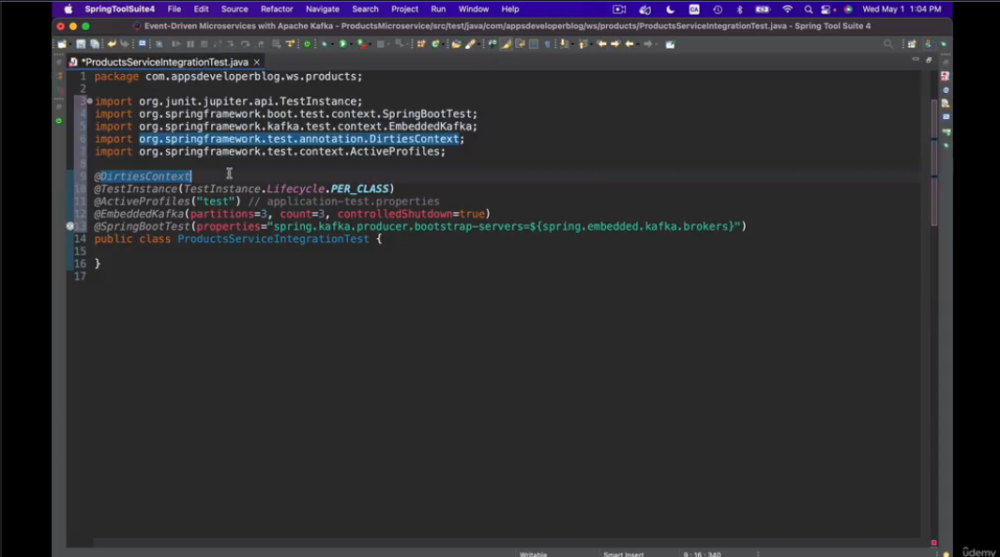 SpringToolSuite4 File Edit Source Refactor Navigate Search Project Run Window Help CA Wed May 1 1:04 PM
Event-Driven Microservices with Apache Kafka - ProductsMicroservice/src/test/java/com/appsdeveloperblog/ws/products/ProductsServiceIntegrationTest.java - Spring Tool Suite 4
*ProductsServiceIntegrationTest.java ×
1 package com.appsdeveloperblog.ws.products;
2
3 import org.junit.jupiter.api.TestInstance;
4 import org.springframework.boot.test.context.SpringBootTest;
5 import org.springframework.kafka.test.context.EmbeddedKafka;
6 import org.springframework.test.annotation.DirtiesContext;
7 import org.springframework.test.context.ActiveProfiles;
8
9 @DirtiesContext
10 @TestInstance(TestInstance.Lifecycle.PER_CLASS)
11 @ActiveProfiles("test") // application-test.properties
12 @EmbeddedKafka(partitions=3, count=3, controlledShutdown=true)
13 @SpringBootTest(properties="spring.kafka.producer.bootstrap-servers=${spring.embedded.kafka.brokers}")
14 public class ProductsServiceIntegrationTest {
15
16 }
17
Writable Smart Insert 9 : 16 : 340
ûdemy